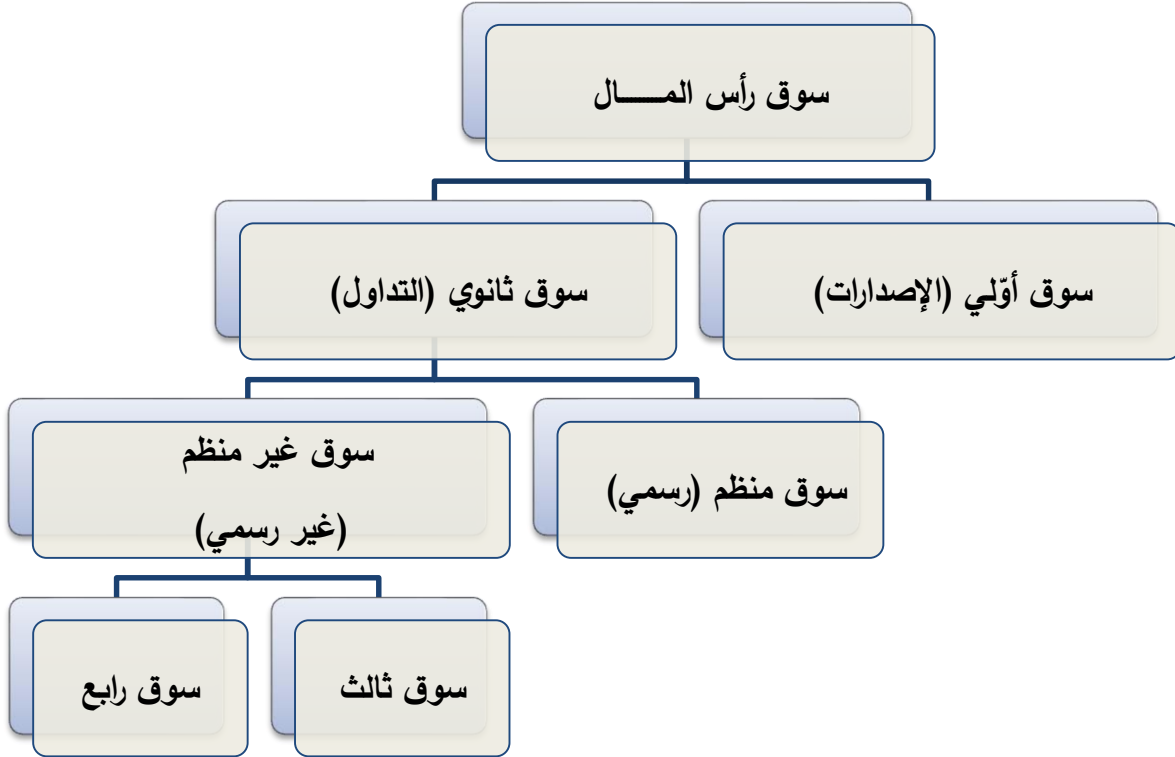 سوق رأس المـــــال
سوق أوّلي (الإصدارات)
سوق ثانوي (التداول)
سوق منظم (رسمي)
سوق غير منظم
(غير رسمي)
سوق ثالث
سوق رابع